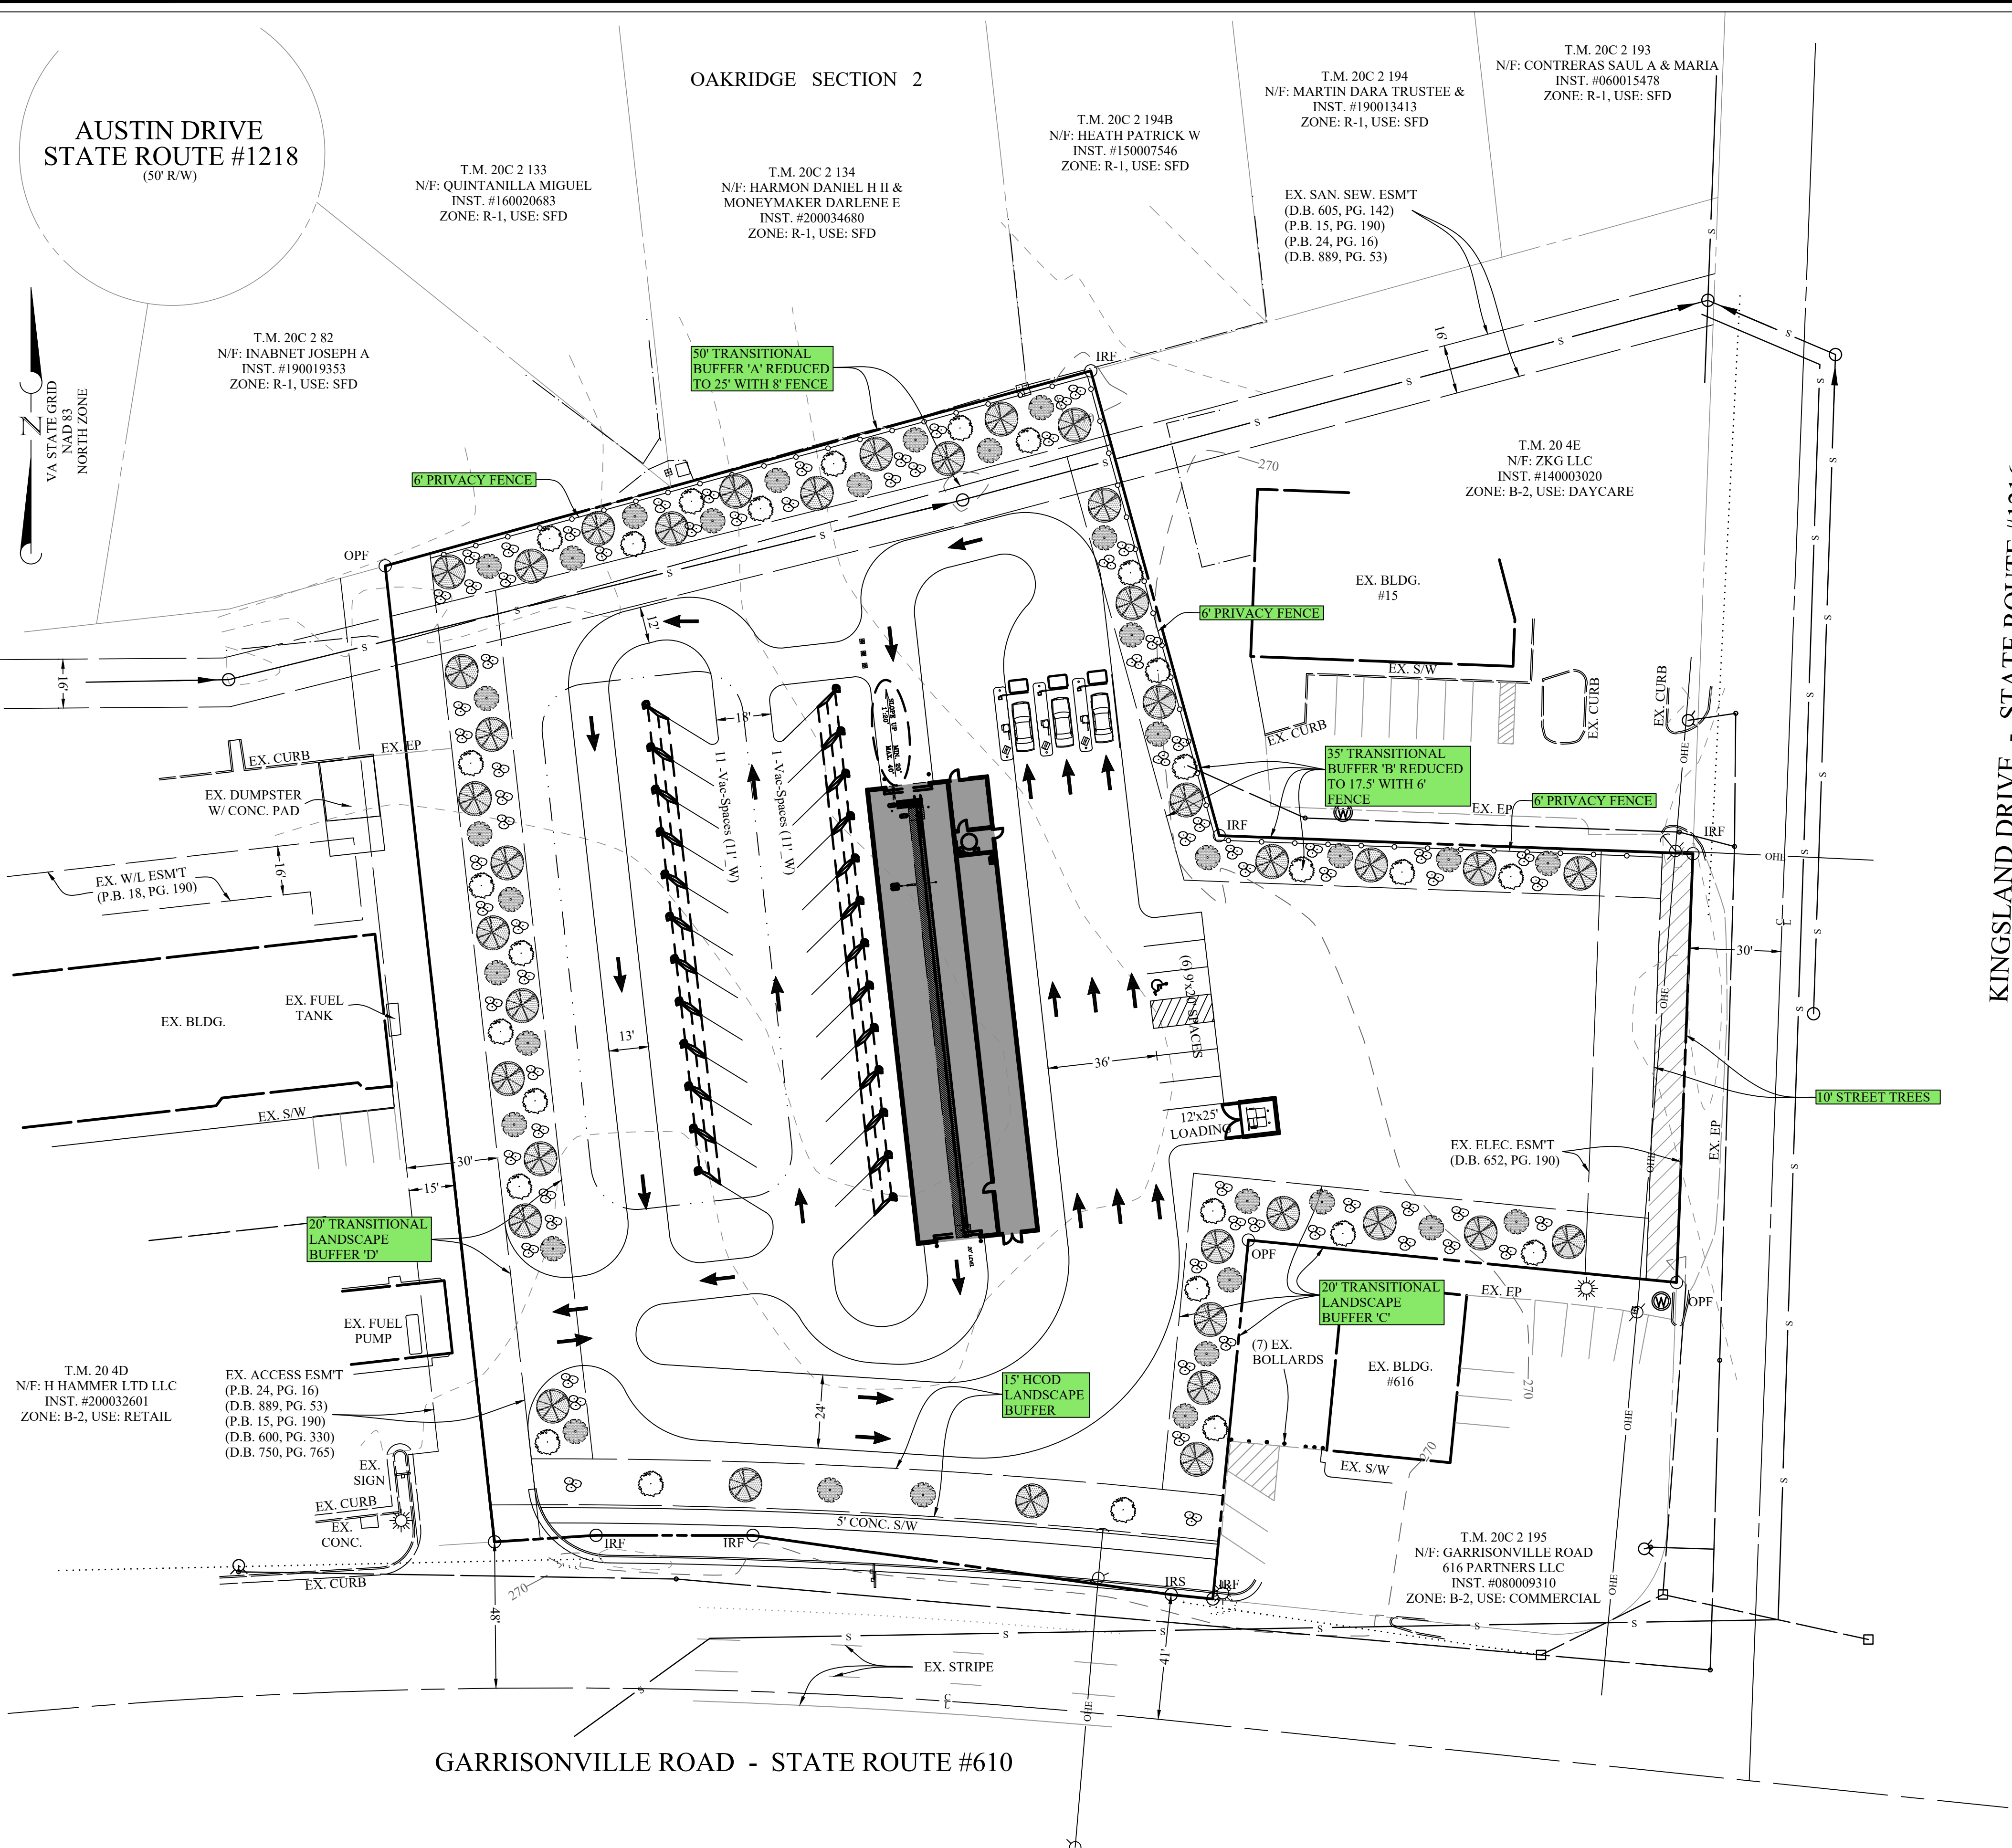 OAKRIDGE SECTION 2
AUSTIN DRIVE
STATE ROUTE #1218
(50' R/W)
T.M. 20C 2 133
N/F: QUINTANILLA MIGUEL
INST. #160020683
ZONE: R-1, USE: SFD
T.M. 20C 2 134
N/F: HARMON DANIEL H II &
MONEYMAKER DARLENE E
INST. #200034680
ZONE: R-1, USE: SFD
T.M. 20C 2 194B
N/F: HEATH PATRICK W
INST. #150007546
ZONE: R-1, USE: SFD
T.M. 20C 2 194
N/F: MARTIN DARA TRUSTEE &
INST. #190013413
ZONE: R-1, USE: SFD
T.M. 20C 2 193
N/F: CONTRERAS SAUL A & MARIA
INST. #060015478
ZONE: R-1, USE: SFD
EX. SAN. SEW. ESM'T
(D.B. 605, PG. 142)
(P.B. 15, PG. 190)
(P.B. 24, PG. 16)
(D.B. 889, PG. 53)
T.M. 20C 2 82
N/F: INABNET JOSEPH A
INST. #190019353
ZONE: R-1, USE: SFD
N
VA STATE GRID
NAD 83
NORTH ZONE
50' TRANSITIONAL
BUFFER 'A' REDUCED
TO 25' WITH 8' FENCE
IRF
16'
6' PRIVACY FENCE
OPF
270
T.M. 20 4E
N/F: ZKG LLC
INST. #140003020
ZONE: B-2, USE: DAYCARE
EX. BLDG.
#15
6' PRIVACY FENCE
EX. S/W
EX. CURB
EX. CURB
EX. CURB
12'
16'
18'
SLOPE UP
11 -Vac-Spaces (11' W)
1 -Vac-Spaces (11' W)
EX. CURB
EX. EP
EX. DUMPSTER
W/ CONC. PAD
35' TRANSITIONAL
BUFFER 'B' REDUCED
TO 17.5' WITH 6'
FENCE
EX. EP
W
6' PRIVACY FENCE
IRF
IRF
OHE
OHE
16'
EX. W/L ESM'T
(P.B. 18, PG. 190)
30'
KINGSLAND DRIVE - STATE ROUTE #1216
EX. FUEL
TANK
EX. BLDG.
(6) 9'x20' SPACES
13'
36'
OHE
10' STREET TREES
EX. S/W
12'x25'
LOADING
EX. ELEC. ESM'T
(D.B. 652, PG. 190)
EX. EP
OHE
30'
15'
20' TRANSITIONAL
LANDSCAPE
BUFFER 'D'
OPF
20' TRANSITIONAL
LANDSCAPE
BUFFER 'C'
EX. EP
W
OPF
EX. FUEL
PUMP
(7) EX.
BOLLARDS
EX. BLDG.
#616
270
T.M. 20 4D
N/F: H HAMMER LTD LLC
INST. #200032601
ZONE: B-2, USE: RETAIL
EX. ACCESS ESM'T
(P.B. 24, PG. 16)
(D.B. 889, PG. 53)
(P.B. 15, PG. 190)
(D.B. 600, PG. 330)
(D.B. 750, PG. 765)
15' HCOD
LANDSCAPE
BUFFER
24'
OHE
270
EX. S/W
EX.
SIGN
EX. CURB
EX.
CONC.
EX. CURB
5' CONC. S/W
IRF
IRF
IRS
IRF
270
T.M. 20C 2 195
N/F: GARRISONVILLE ROAD
616 PARTNERS LLC
INST. #080009310
ZONE: B-2, USE: COMMERCIAL
OHE
48'
41'
EX. STRIPE
OHE
GARRISONVILLE ROAD - STATE ROUTE #610